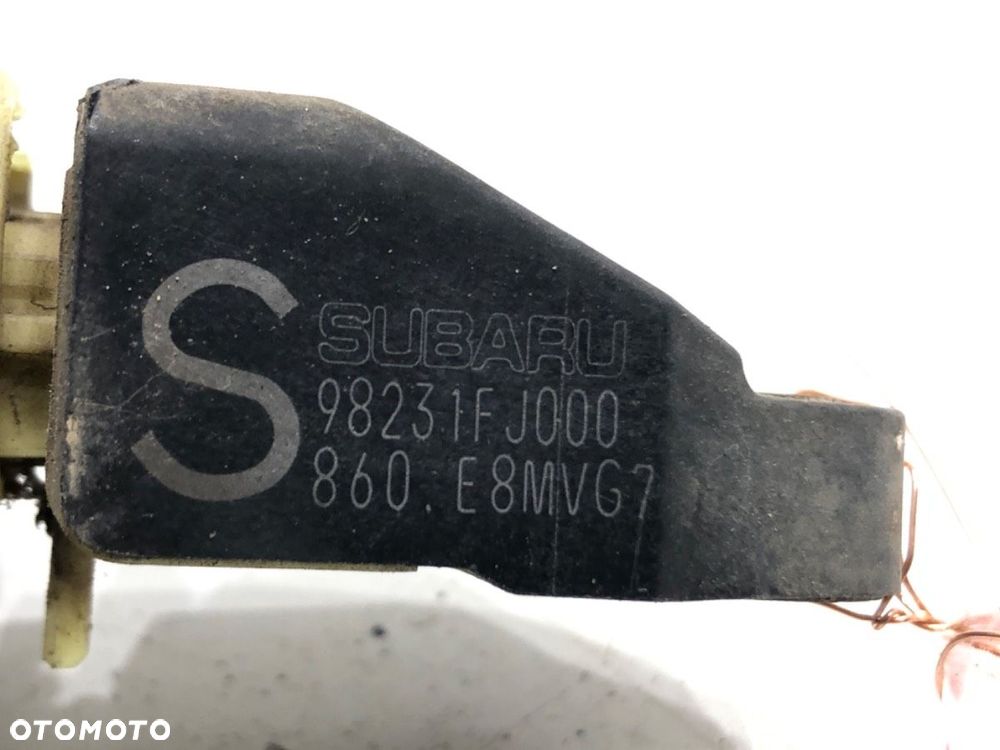 S
SUBARU
98231FJ000
860.E8MVG7
OTOMOTO